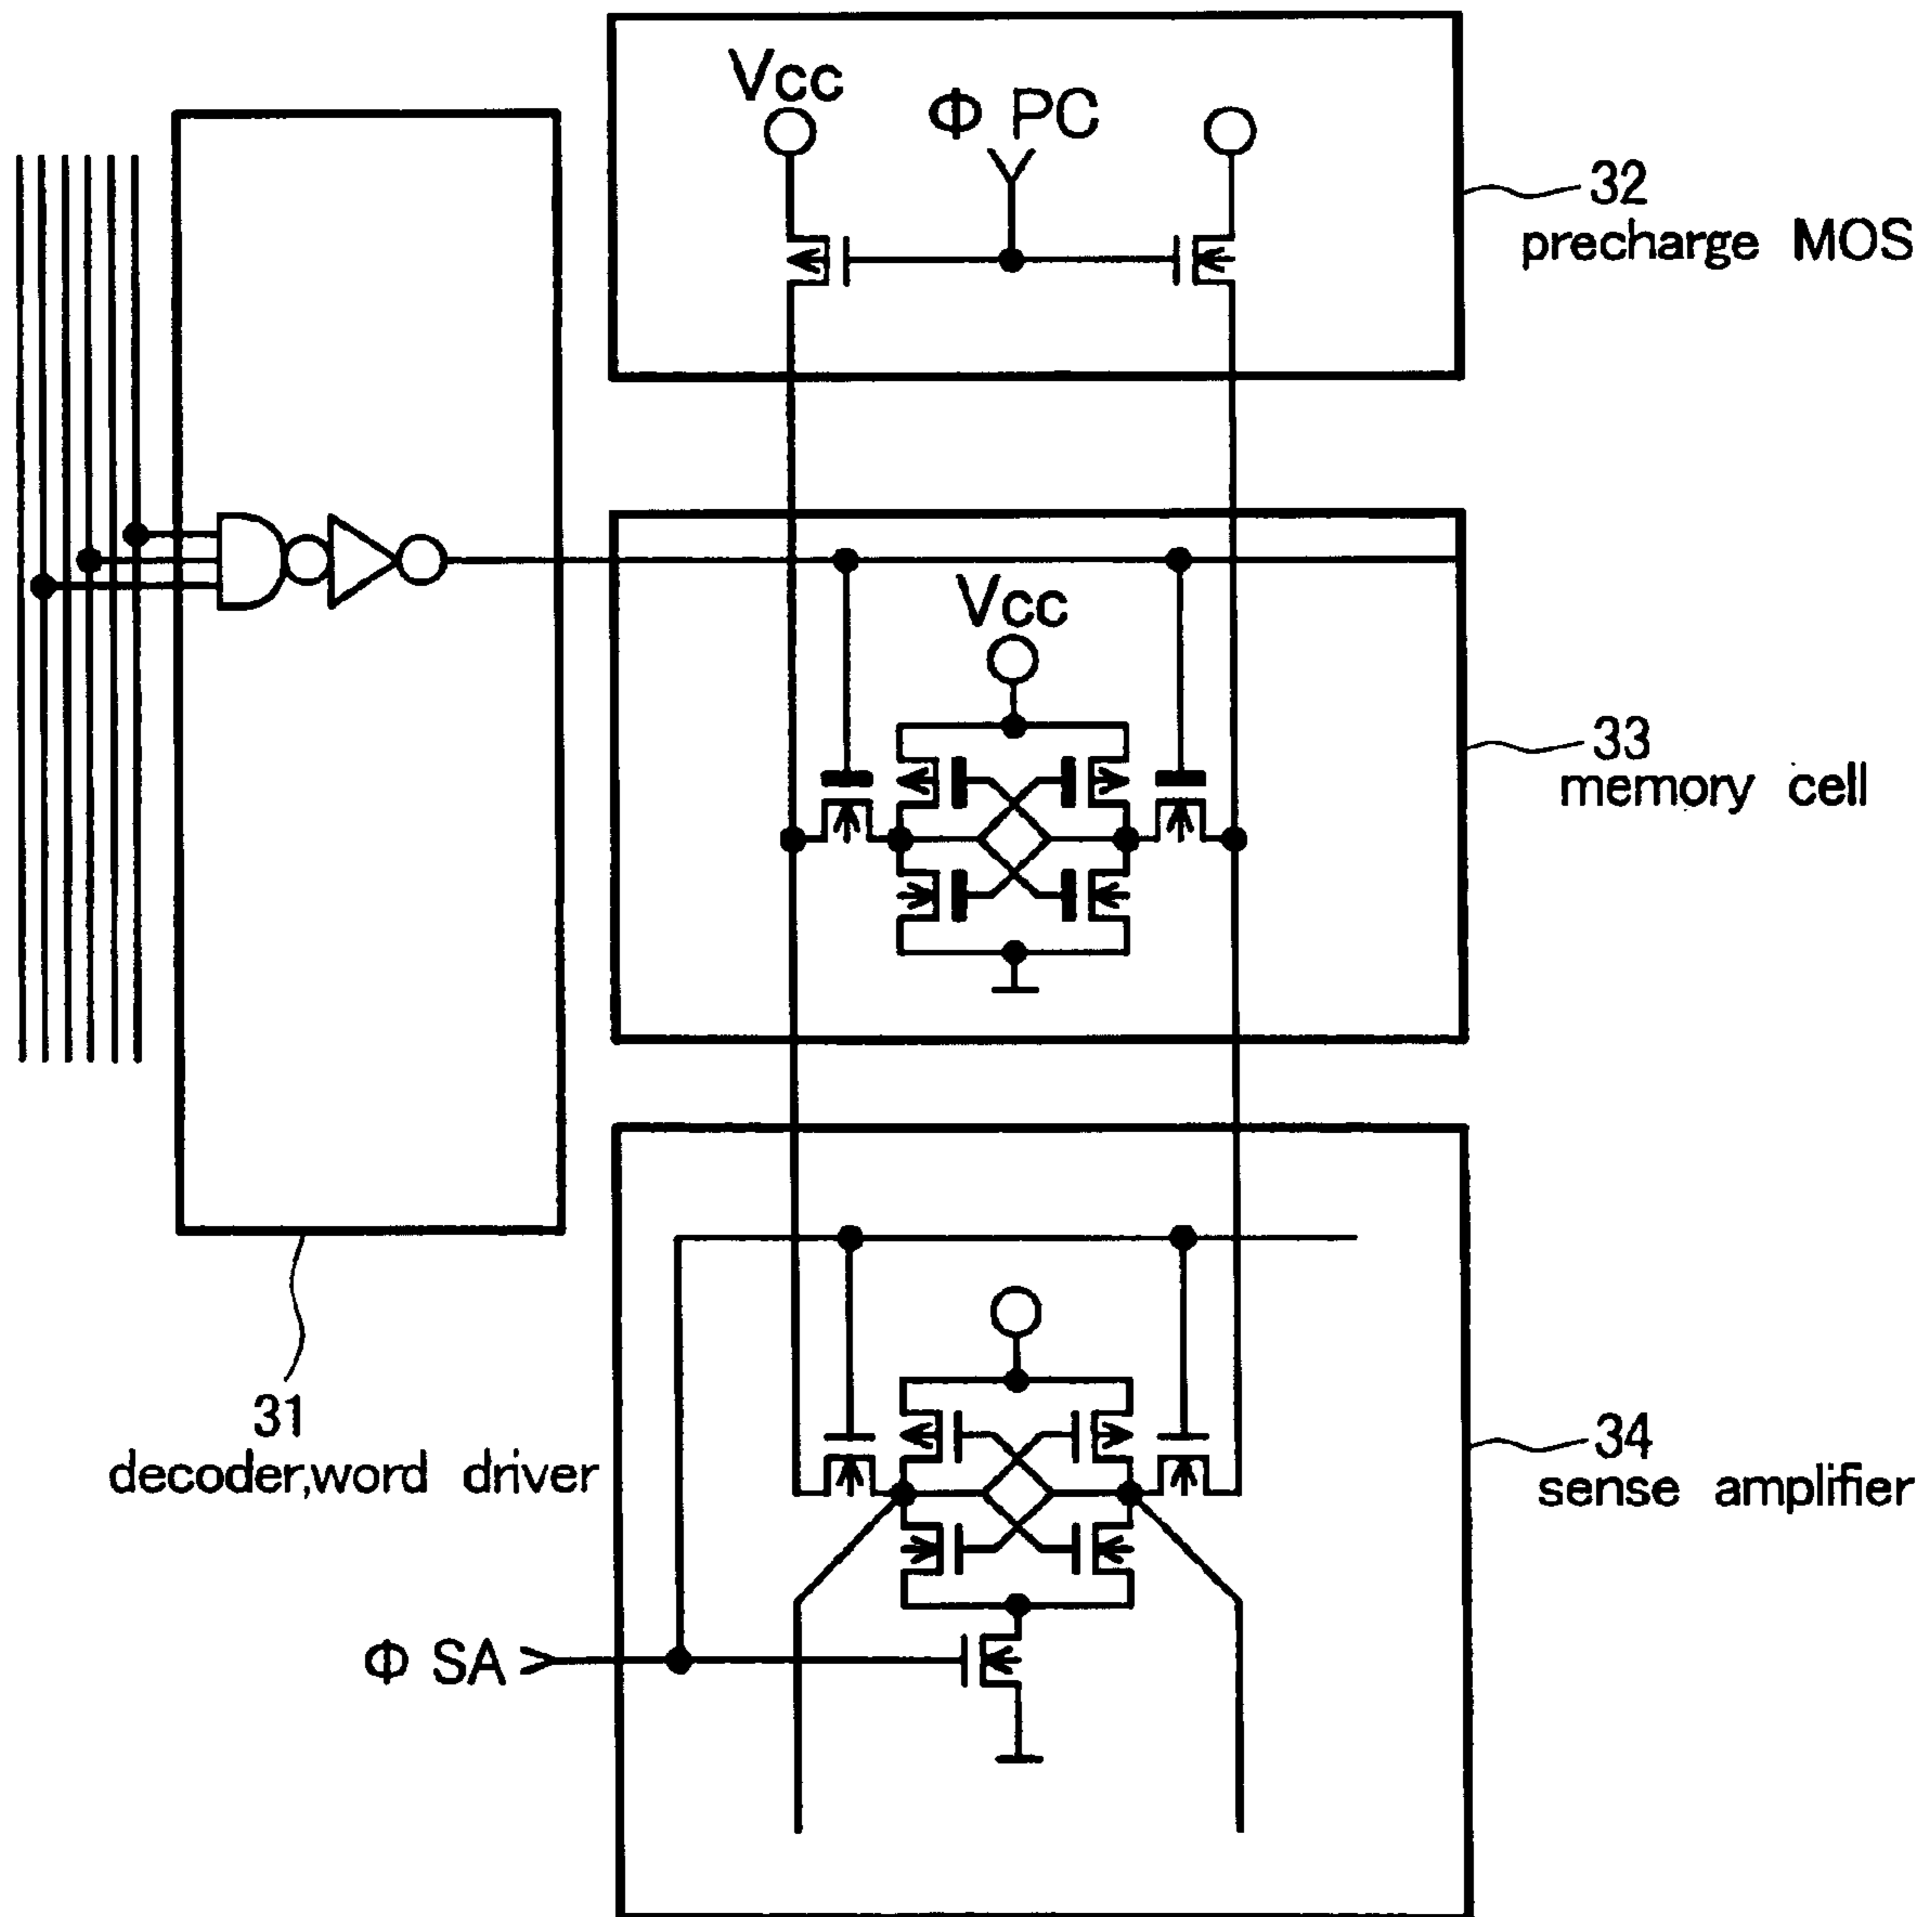 Vcc
Φ PC
32
precharge MOS
Vcc
33
memory cell
31
decoder,word driver
34
sense amplifier
Φ SA